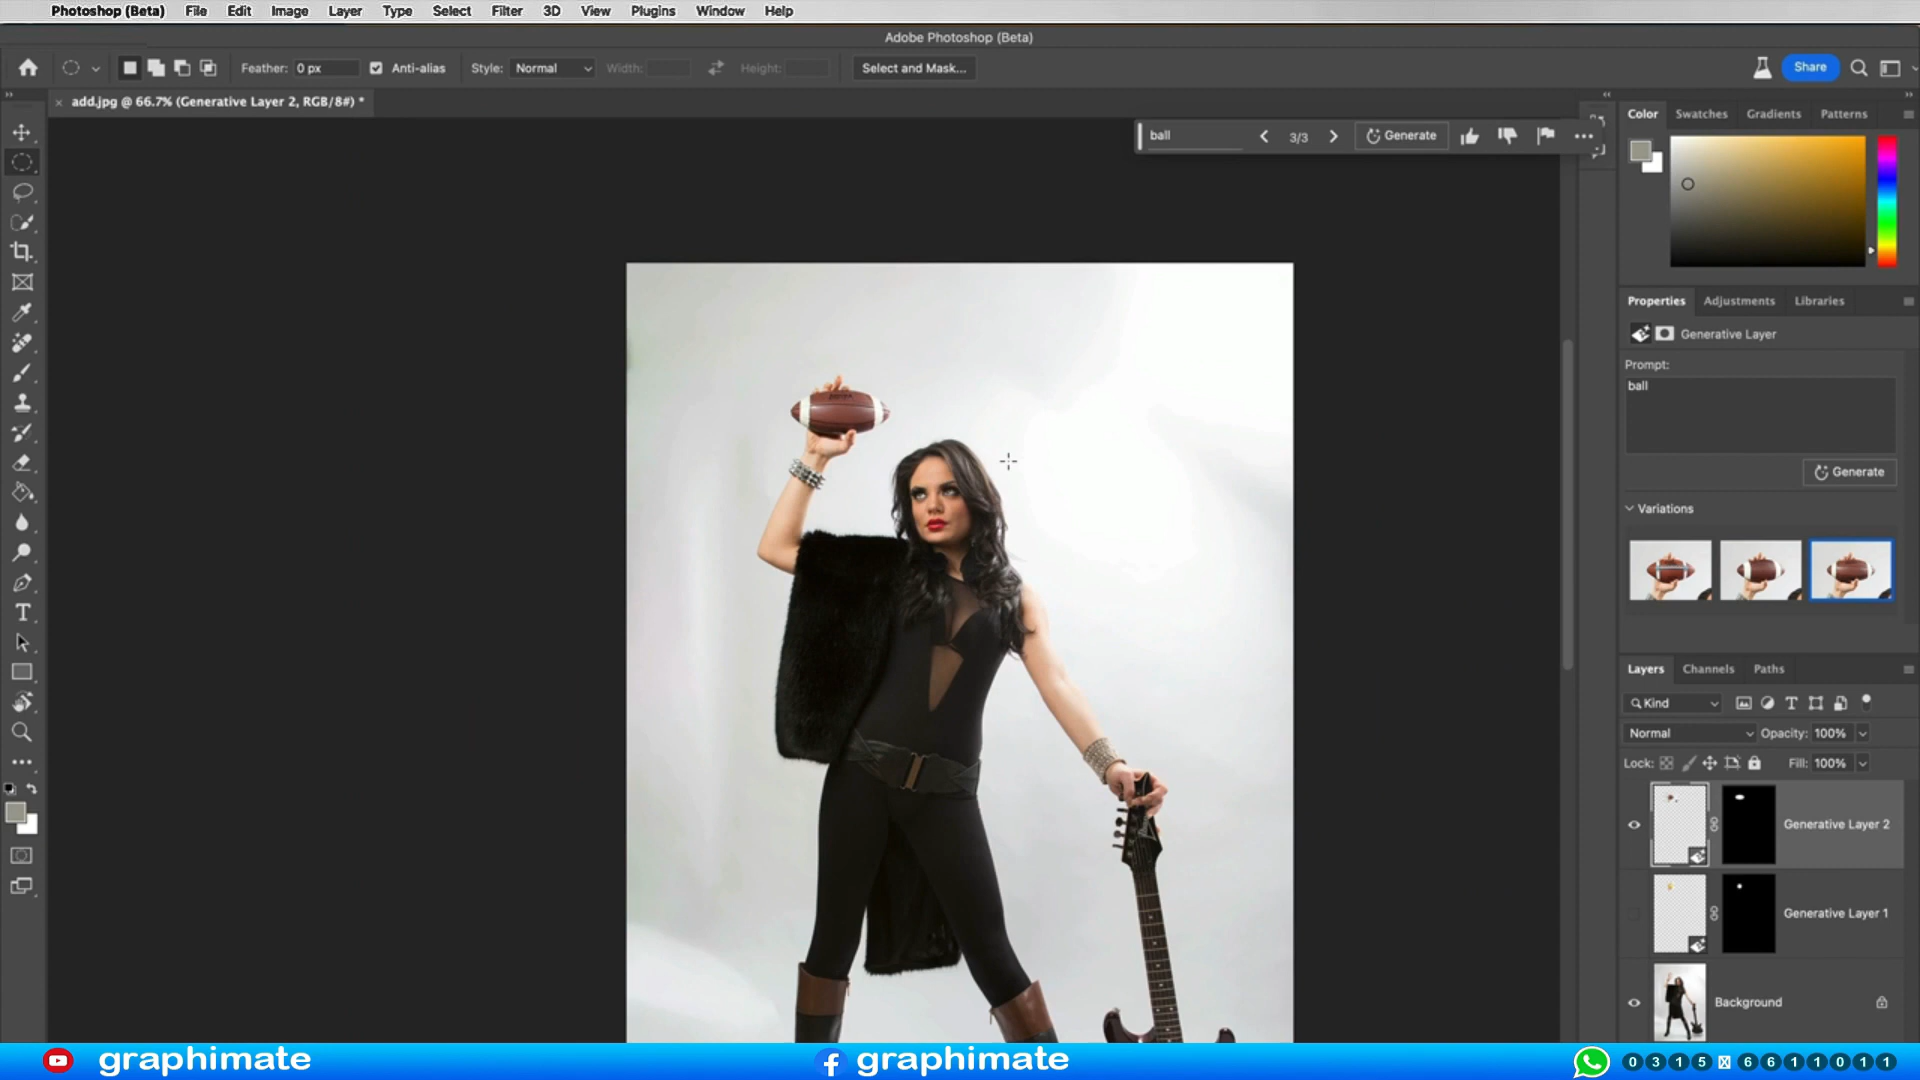 Photoshop (Beta) File Edit Image Layer Type Select Filter 3D View Plugins Window Help
Adobe Photoshop (Beta)
Feather: 0 px Anti-alias Style: Normal Width: Height: Select and Mask... Share
× add.jpg @ 66.7% (Generative Layer 2, RGB/8#) *
ball 3/3 Generate
Color Swatches Gradients Patterns
Properties Adjustments Libraries
Generative Layer
Prompt:
ball
Generate
Variations
Layers Channels Paths
Kind
Normal Opacity: 100%
Lock: Fill: 100%
Generative Layer 2
Generative Layer 1
Background
graphimate graphimate 0315 6611011